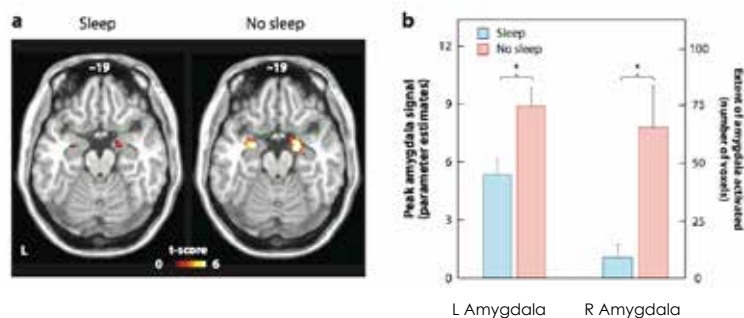 a
Sleep
No sleep
-19
-19
L
t-score
0
6
b
Sleep
No sleep
*
*
Peak amygdala signal
(parameter estimates)
12
9
6
3
0
Extent of amygdala activated
(number of voxels)
100
75
50
25
0
L Amygdala
R Amygdala